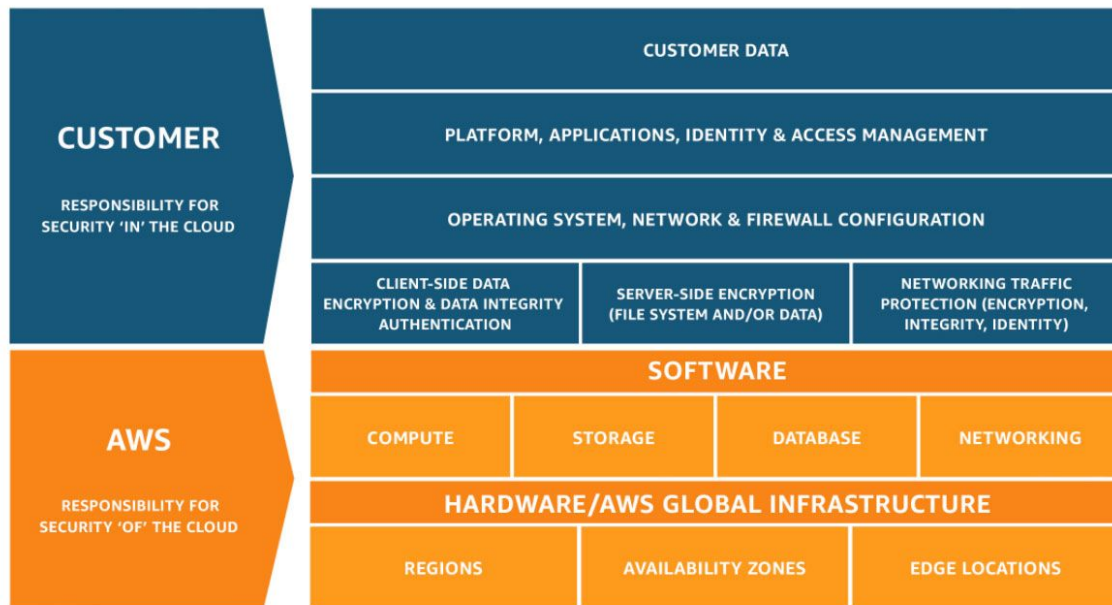 CUSTOMER
RESPONSIBILITY FOR
SECURITY ‘IN’ THE CLOUD
CUSTOMER DATA
PLATFORM, APPLICATIONS, IDENTITY & ACCESS MANAGEMENT
OPERATING SYSTEM, NETWORK & FIREWALL CONFIGURATION
CLIENT-SIDE DATA
ENCRYPTION & DATA INTEGRITY
AUTHENTICATION
SERVER-SIDE ENCRYPTION
(FILE SYSTEM AND/OR DATA)
NETWORKING TRAFFIC
PROTECTION (ENCRYPTION,
INTEGRITY, IDENTITY)
AWS
RESPONSIBILITY FOR
SECURITY ‘OF’ THE CLOUD
SOFTWARE
COMPUTE
STORAGE
DATABASE
NETWORKING
HARDWARE/AWS GLOBAL INFRASTRUCTURE
REGIONS
AVAILABILITY ZONES
EDGE LOCATIONS